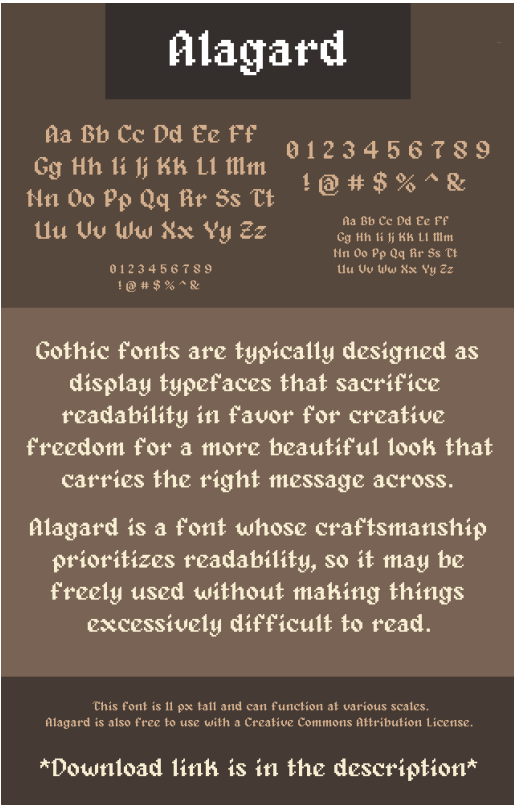 Alagard
Aa Bb Cc Dd Ee Ff
Gg Hh Ii Jj Kk Ll Mm
Nn Oo Pp Qq Rr Ss Tt
Uu Vv Ww Xx Yy Zz
0 1 2 3 4 5 6 7 8 9
! @ # $ % ^ &
0 1 2 3 4 5 6 7 8 9
! @ # $ % ^ &
Aa Bb Cc Dd Ee Ff
Gg Hh Ii Jj Kk Ll Mm
Nn Oo Pp Qq Rr Ss Tt
Uu Vv Ww Xx Yy Zz
Gothic fonts are typically designed as
display typefaces that sacrifice
readability in favor for creative
freedom for a more beautiful look that
carries the right message across.
Alagard is a font whose craftsmanship
prioritizes readability, so it may be
freely used without making things
excessively difficult to read.
This font is 11 px tall and can function at various scales.
Alagard is also free to use with a Creative Commons Attribution License.
*Download link is in the description*